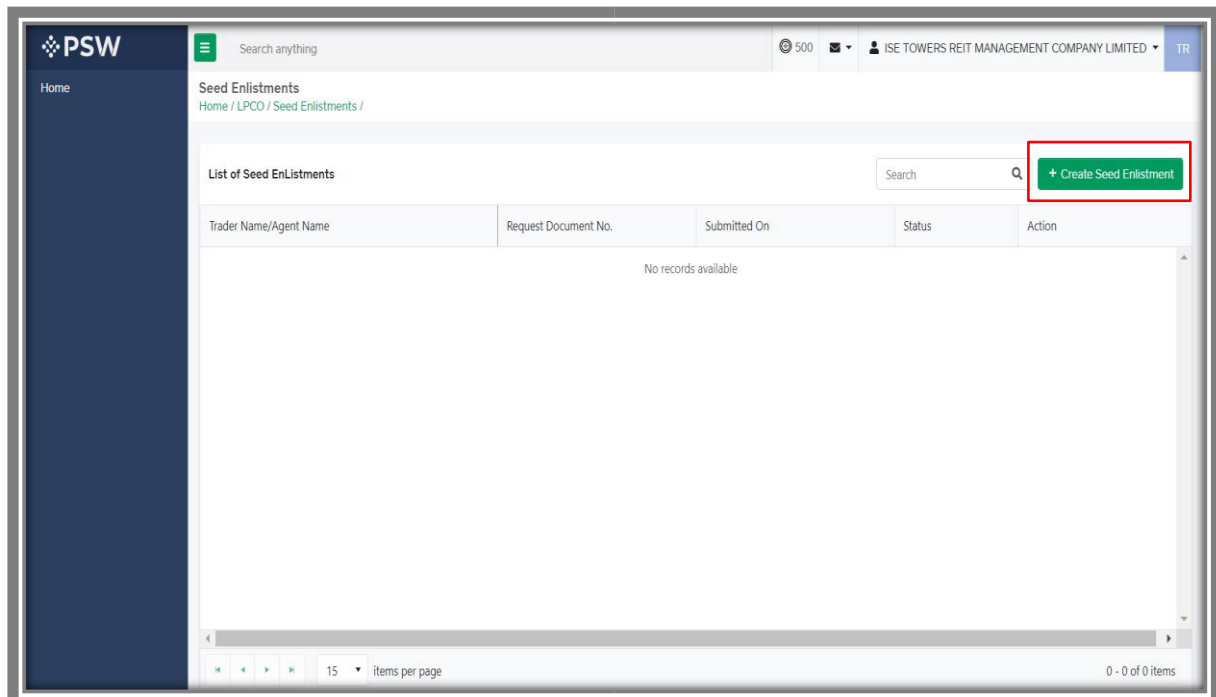 PSW
Search anything
500
ISE TOWERS REIT MANAGEMENT COMPANY LIMITED
TR
Home
Seed Enlistments
Home / LPCO / Seed Enlistments /
List of Seed EnListments
Search
+ Create Seed Enlistment
Trader Name/Agent Name
Request Document No.
Submitted On
Status
Action
No records available
15 items per page
0 - 0 of 0 items